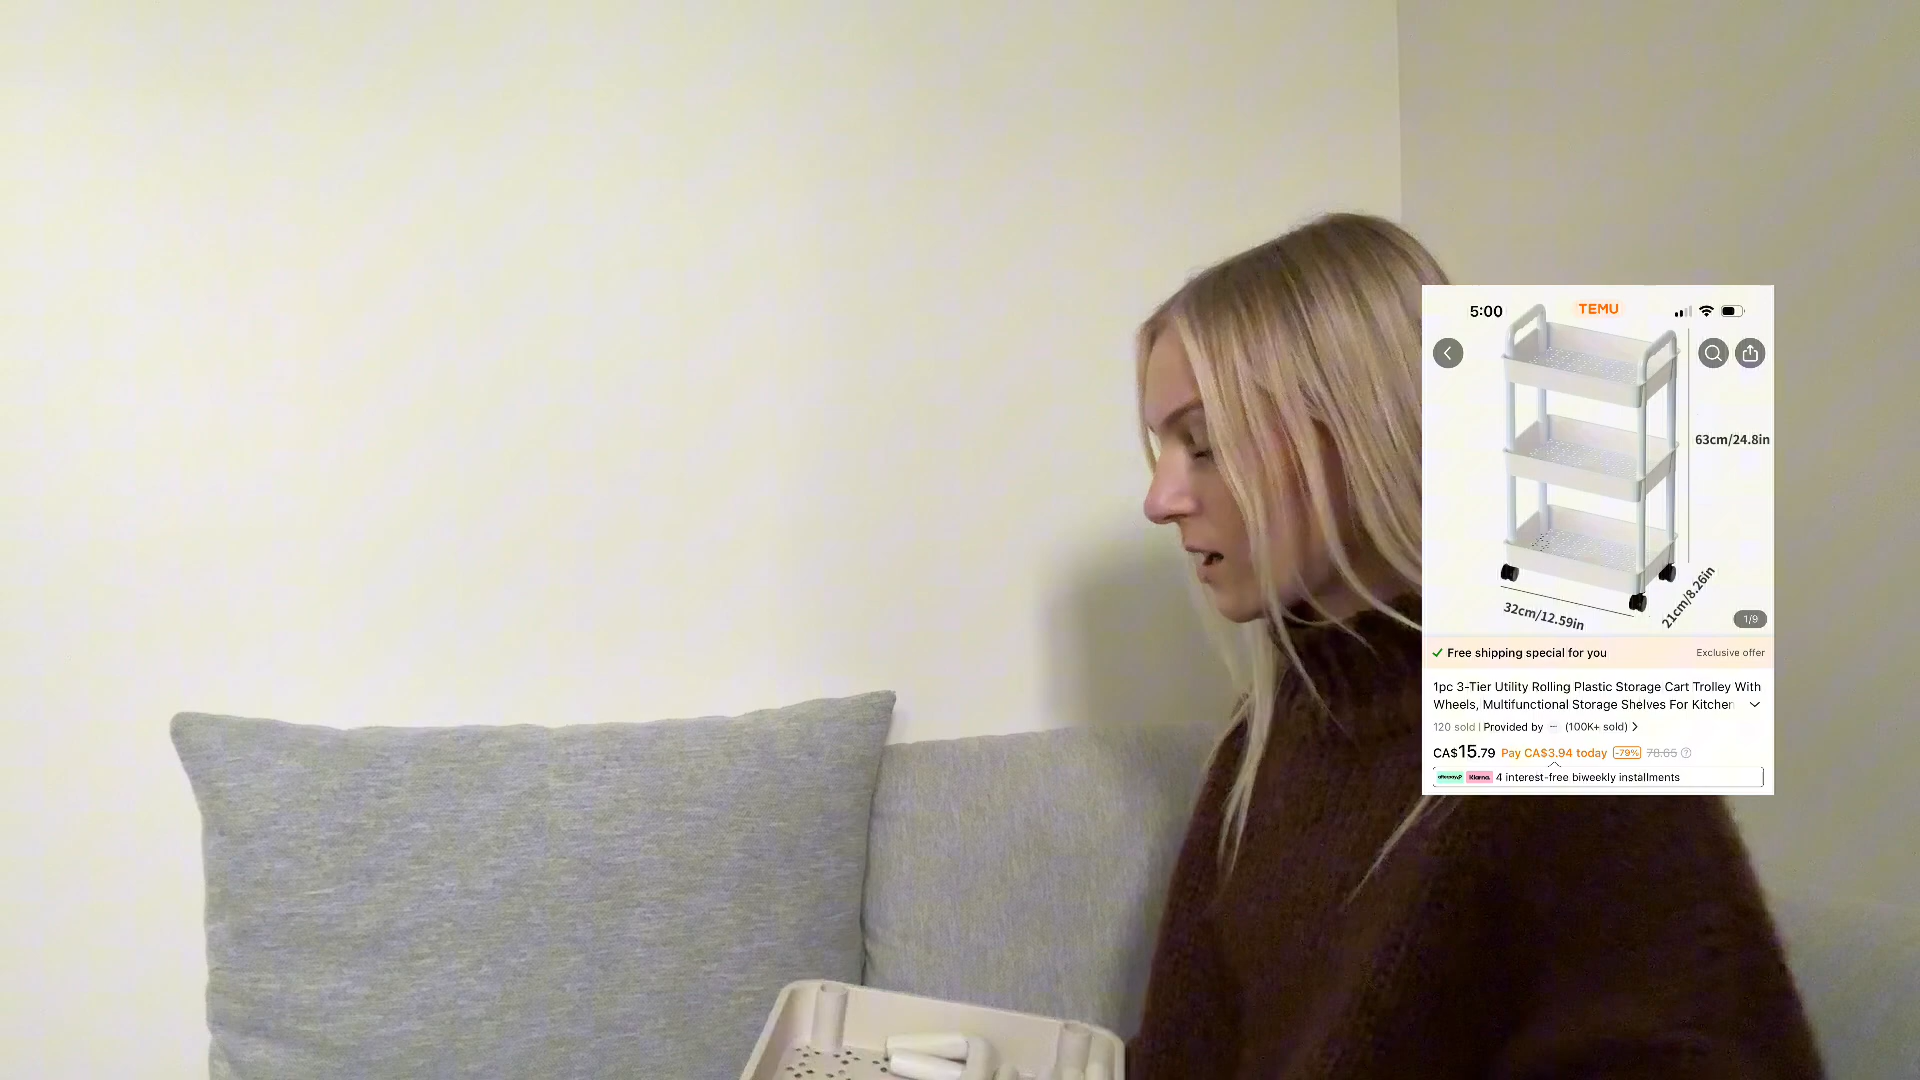 5:00
TEMU
63cm/24.8in
32cm/12.59in
21cm/8.26in
1/9
Free shipping special for you
Exclusive offer
1pc 3-Tier Utility Rolling Plastic Storage Cart Trolley With
Wheels, Multifunctional Storage Shelves For Kitchen
120 sold | Provided by (100K+ sold) >
CA$15.79 Pay CA$3.94 today -79% 78.65
afterpay Klarna. 4 interest-free biweekly installments